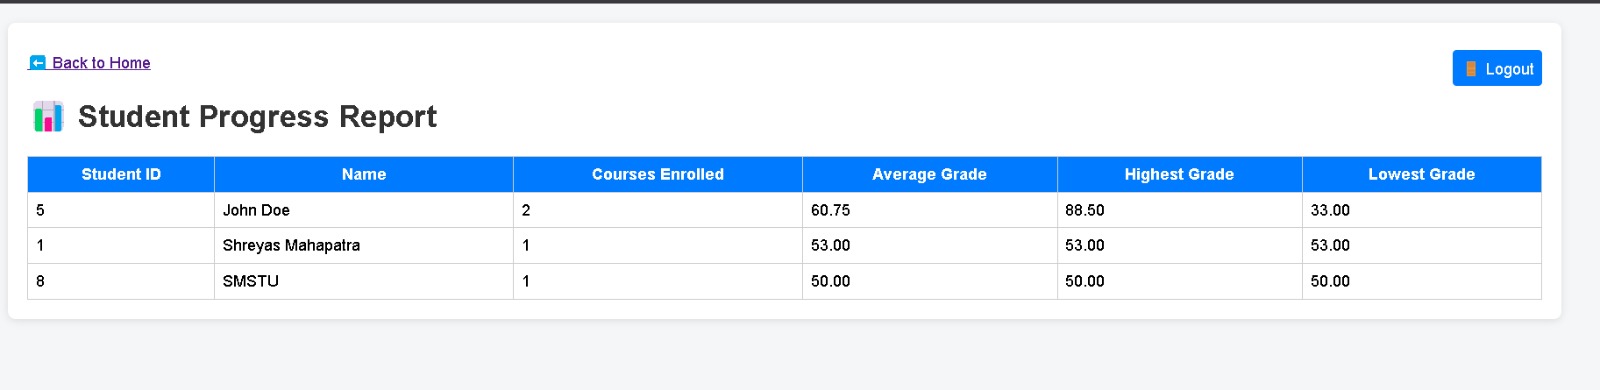 Back to Home
Logout
Student Progress Report
Student ID Name Courses Enrolled Average Grade Highest Grade Lowest Grade
5 John Doe 2 60.75 88.50 33.00
1 Shreyas Mahapatra 1 53.00 53.00 53.00
8 SMSTU 1 50.00 50.00 50.00